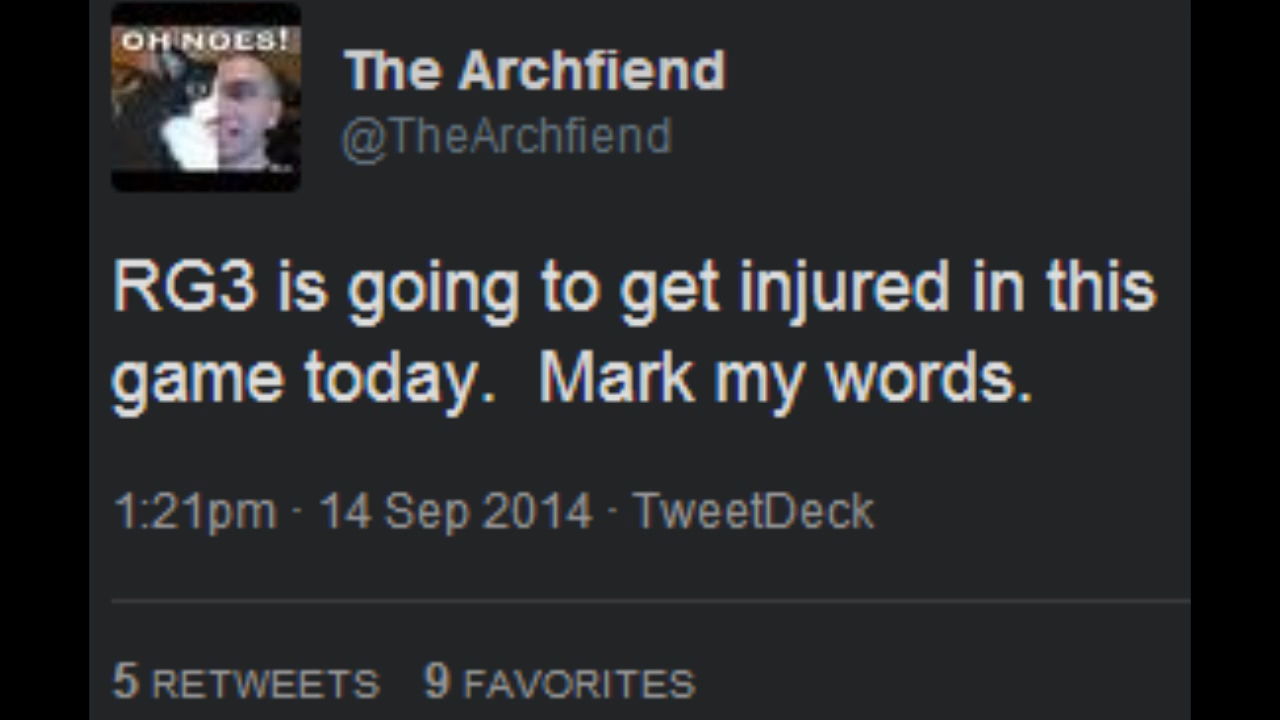 OH NOES!
The Archfiend
@TheArchfiend
RG3 is going to get injured in this
game today.  Mark my words.
1:21pm · 14 Sep 2014 · TweetDeck
5 RETWEETS 9 FAVORITES